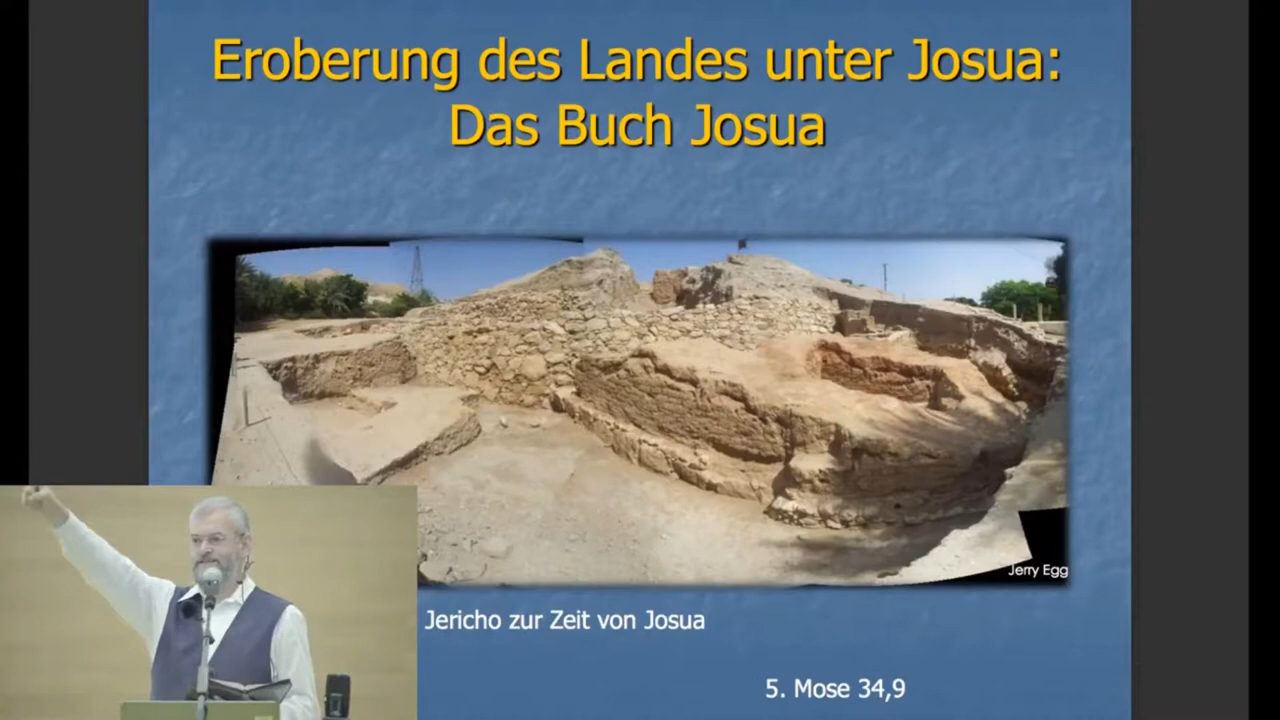 Eroberung des Landes unter Josua:
Das Buch Josua
Jerry Egg
Jericho zur Zeit von Josua
5. Mose 34,9